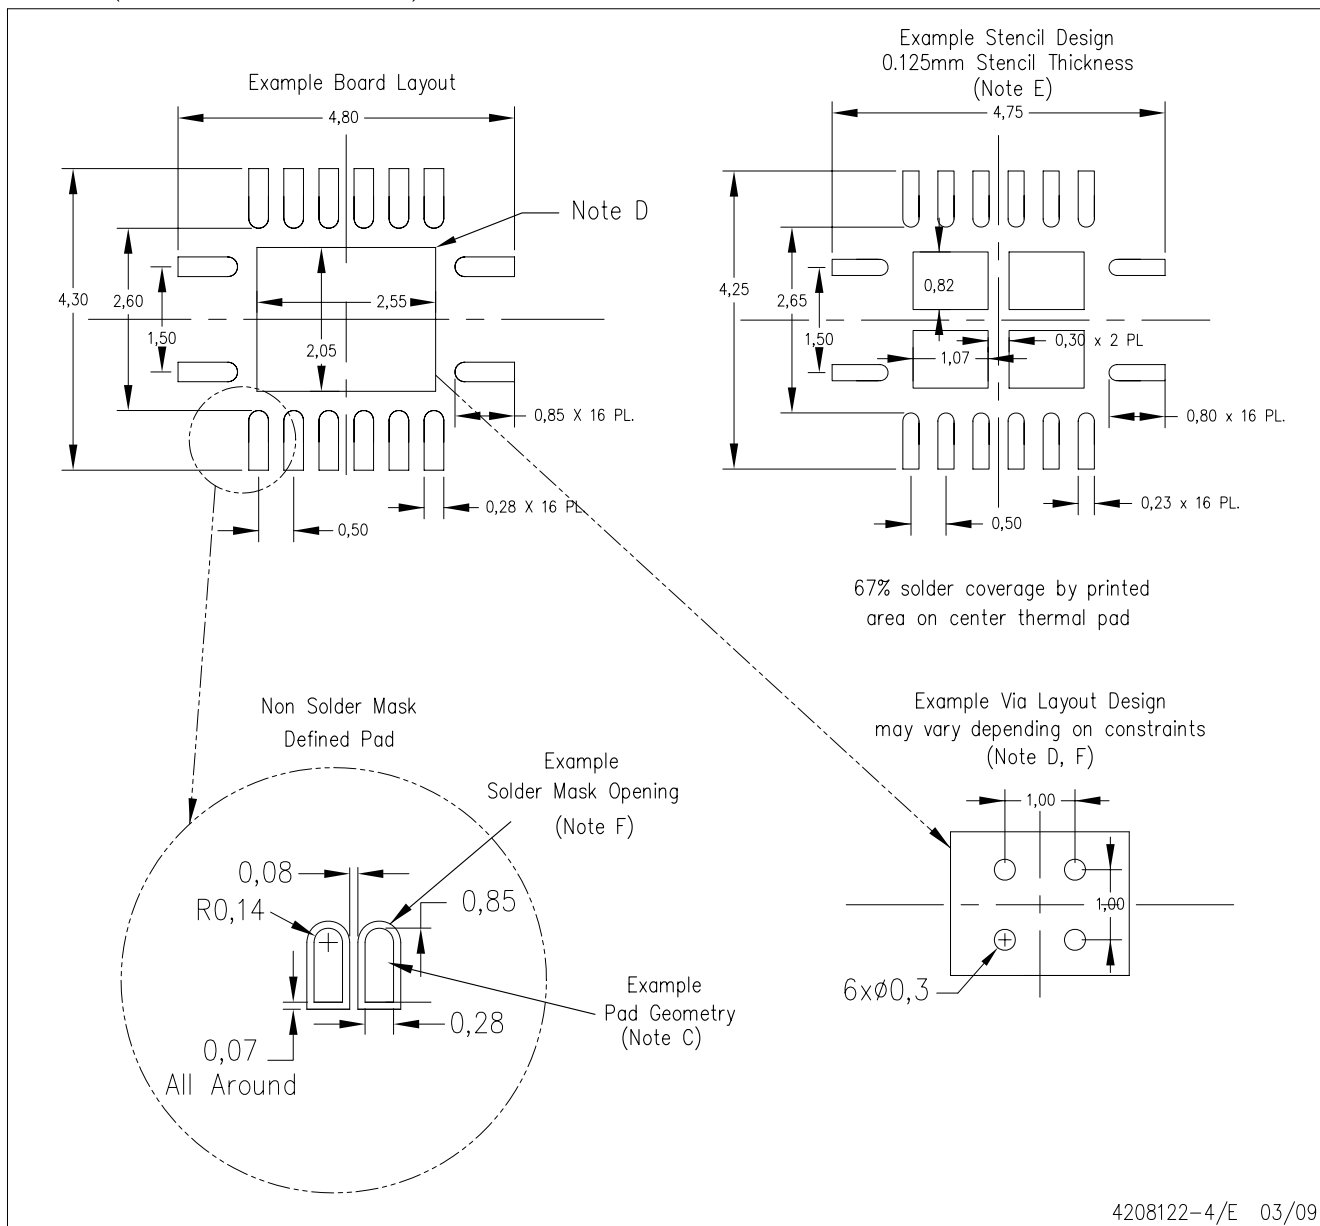 Example Board Layout
4,80
4,30
2,60
1,50
2,55
2,05
Note D
0,85 X 16 PL.
0,28 X 16 PL.
0,50
Example Stencil Design
0.125mm Stencil Thickness
(Note E)
4,75
4,25
2,65
1,50
0,82
1,07
0,30 x 2 PL
0,80 x 16 PL.
0,23 x 16 PL.
0,50
67% solder coverage by printed
area on center thermal pad
Non Solder Mask
Defined Pad
Example
Solder Mask Opening
(Note F)
0,08
R0,14
0,85
Example
Pad Geometry
(Note C)
0,28
0,07
All Around
Example Via Layout Design
may vary depending on constraints
(Note D, F)
1,00
1,00
6xø0,3
4208122-4/E 03/09